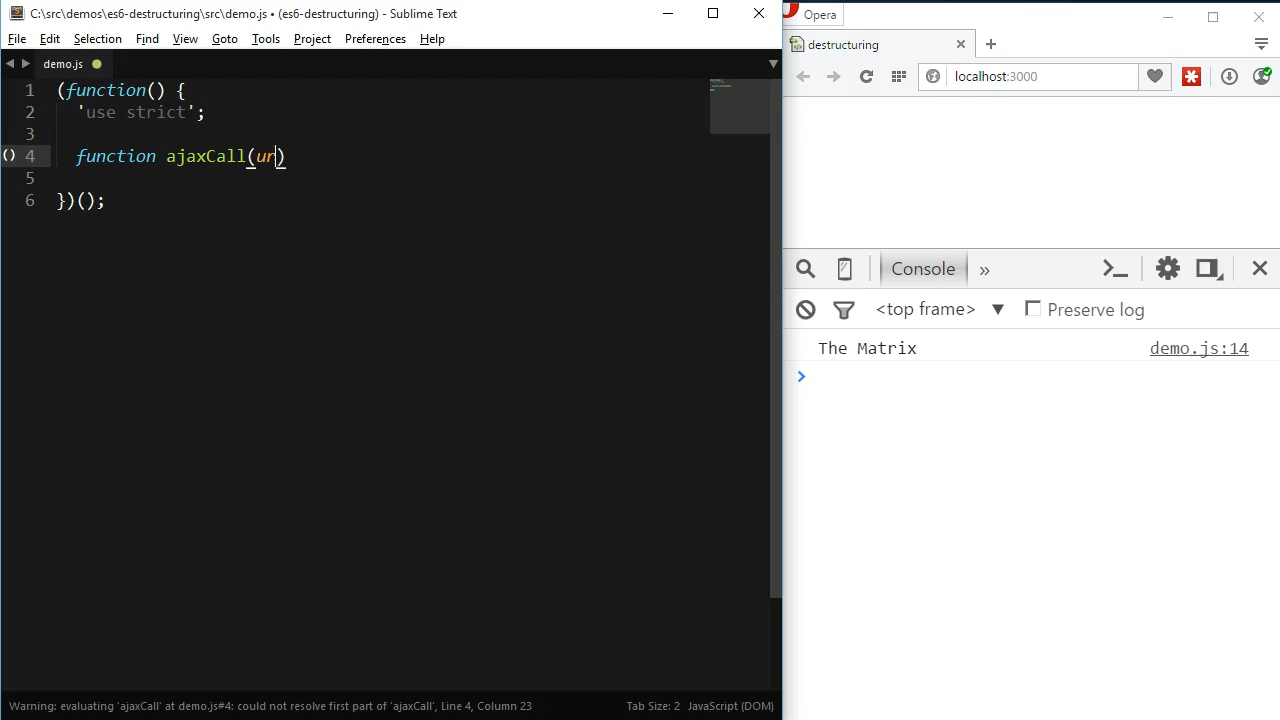 C:\src\demos\es6-destructuring\src\demo.js • (es6-destructuring) - Sublime Text
File Edit Selection Find View Goto Tools Project Preferences Help
demo.js
1 (function() {
2 'use strict';
3
() 4 function ajaxCall(ur)
5
6 })();
Warning: evaluating 'ajaxCall' at demo.js#4: could not resolve first part of 'ajaxCall', Line 4, Column 23
Tab Size: 2 JavaScript (DOM)
Opera
destructuring
localhost:3000
Console »
<top frame> ▼ Preserve log
The Matrix demo.js:14